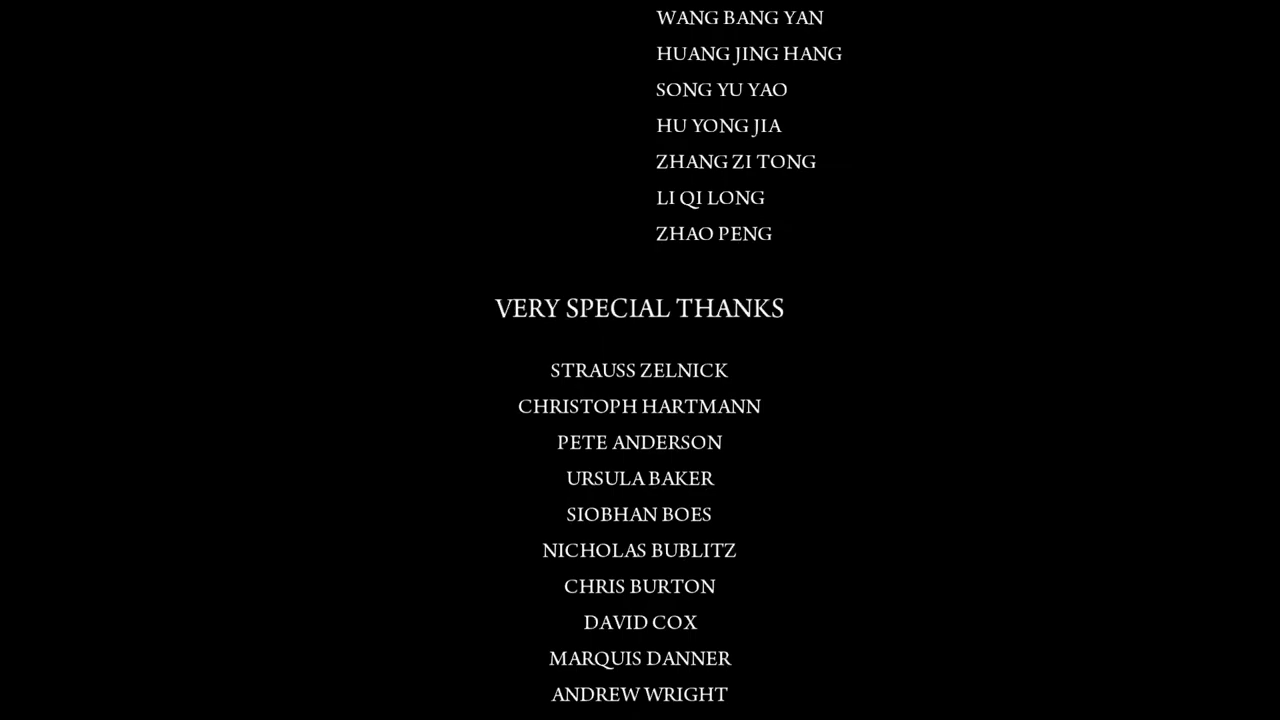 WANG BANG YAN
HUANG JING HANG
SONG YU YAO
HU YONG JIA
ZHANG ZI TONG
LI QI LONG
ZHAO PENG
VERY SPECIAL THANKS
STRAUSS ZELNICK
CHRISTOPH HARTMANN
PETE ANDERSON
URSULA BAKER
SIOBHAN BOES
NICHOLAS BUBLITZ
CHRIS BURTON
DAVID COX
MARQUIS DANNER
ANDREW WRIGHT